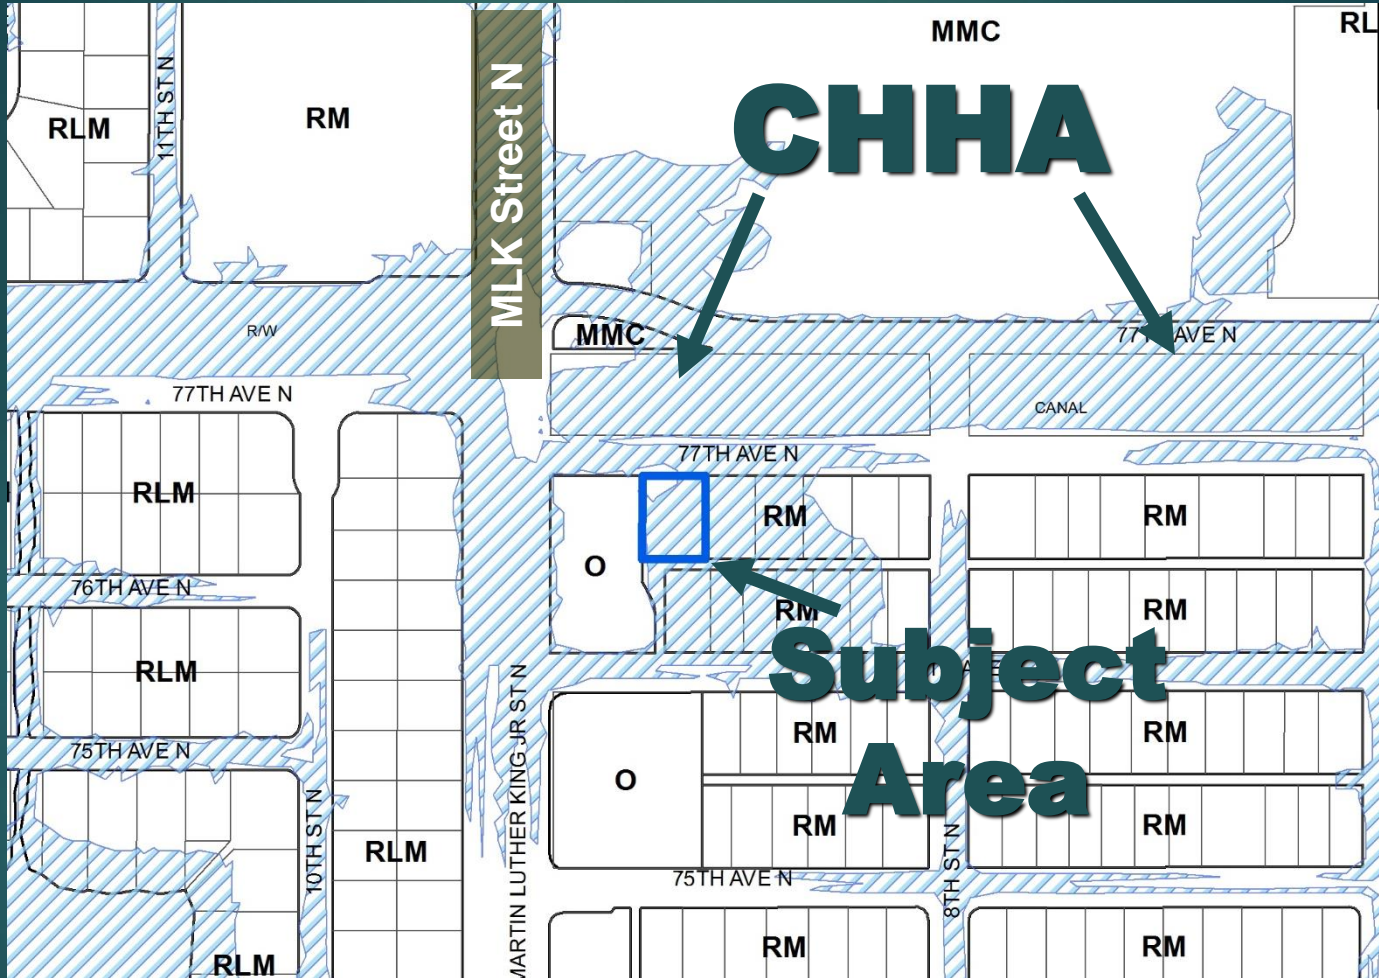 MMC
RL
RLM
11TH ST N
RM
MLK Street N
CHHA
R/W
MMC
AVE N
77TH AVE N
CANAL
77TH AVE N
RLM
RM
RM
O
76TH AVE N
RM
RM
Subject
Area
RLM
RM
RM
75TH AVE N
O
10TH ST N
MARTIN LUTHER KING JR ST N
RM
RM
RLM
8TH ST N
75TH AVE N
RM
RM
RLM